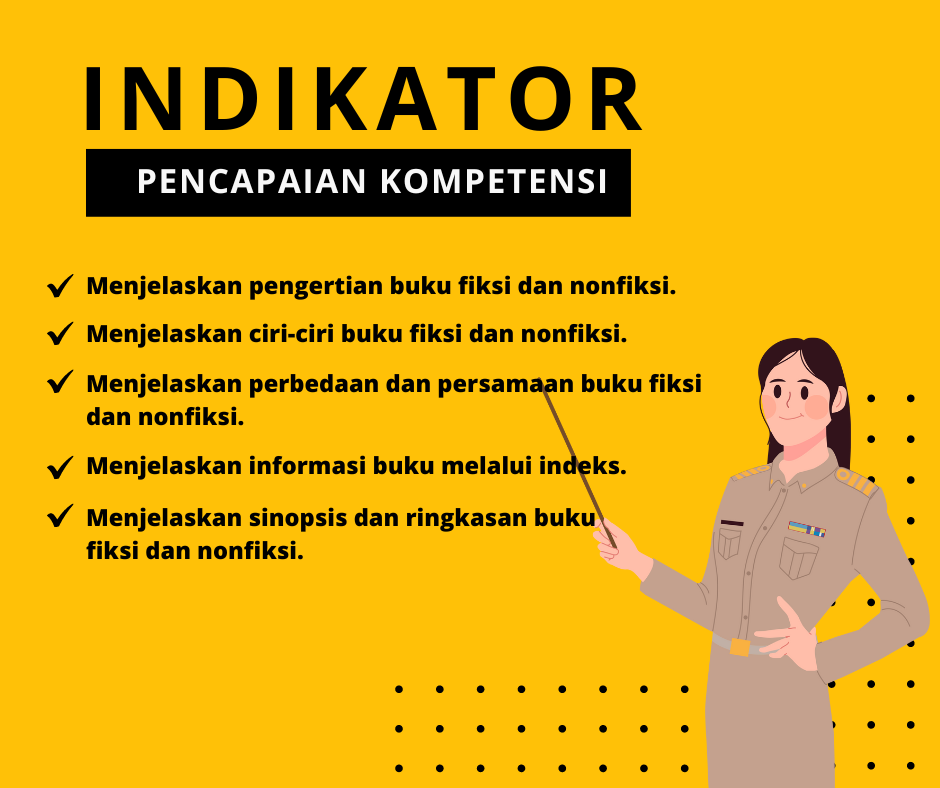 INDIKATOR
PENCAPAIAN KOMPETENSI
Menjelaskan pengertian buku fiksi dan nonfiksi.
Menjelaskan ciri-ciri buku fiksi dan nonfiksi.
Menjelaskan perbedaan dan persamaan buku fiksi
dan nonfiksi.
Menjelaskan informasi buku melalui indeks.
Menjelaskan sinopsis dan ringkasan buku
fiksi dan nonfiksi.